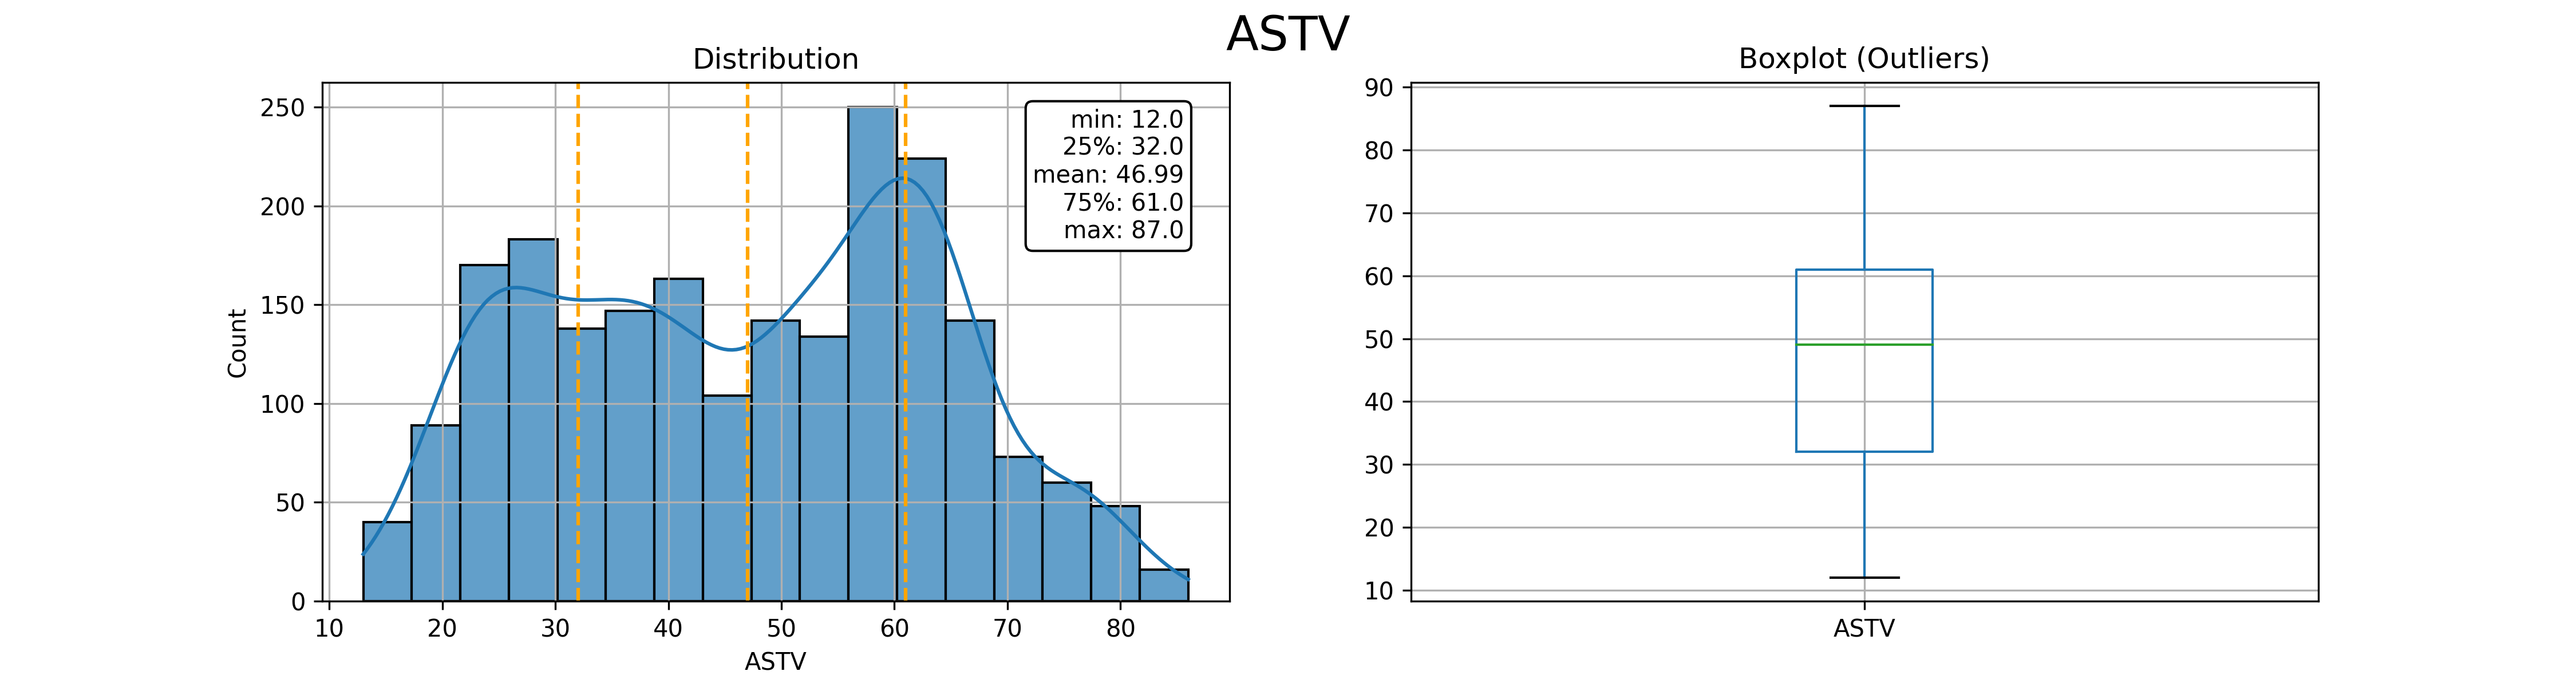 ASTV
Distribution
250
200
150
100
50
0
Count
10 20 30 40 50 60 70 80
ASTV
min: 12.0
25%: 32.0
mean: 46.99
75%: 61.0
max: 87.0
Boxplot (Outliers)
90
80
70
60
50
40
30
20
10
ASTV